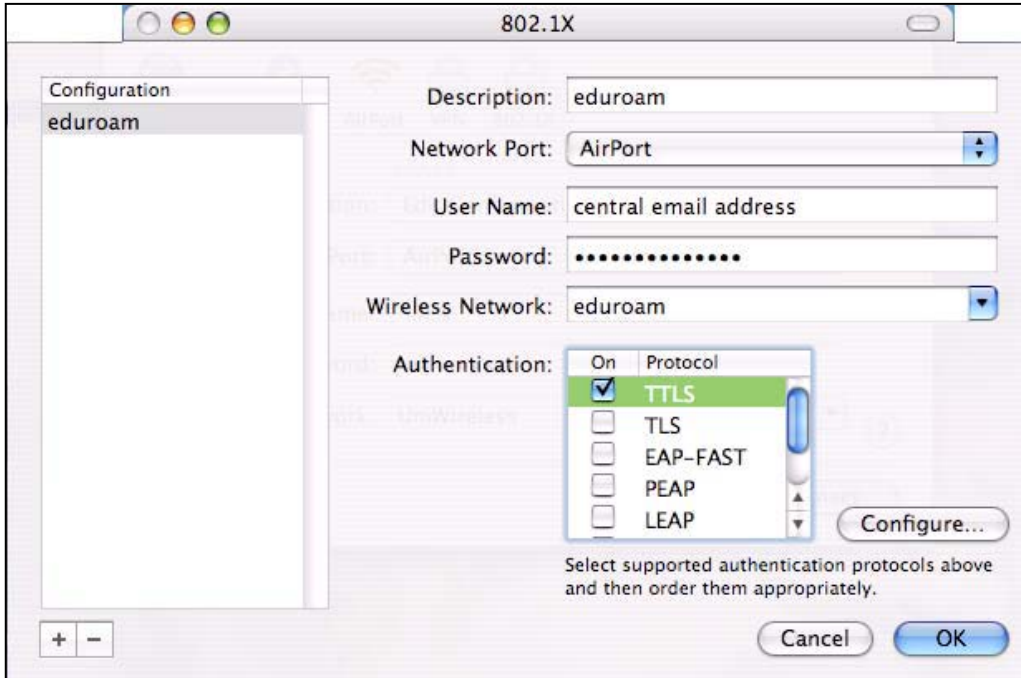 802.1X
Configuration
eduroam
Description: eduroam
Network Port: AirPort
User Name: central email address
Password: ••••••••••••••
Wireless Network: eduroam
Authentication:
On Protocol
TTLS
TLS
EAP-FAST
PEAP
LEAP
Configure...
Select supported authentication protocols above
and then order them appropriately.
+ −
Cancel OK